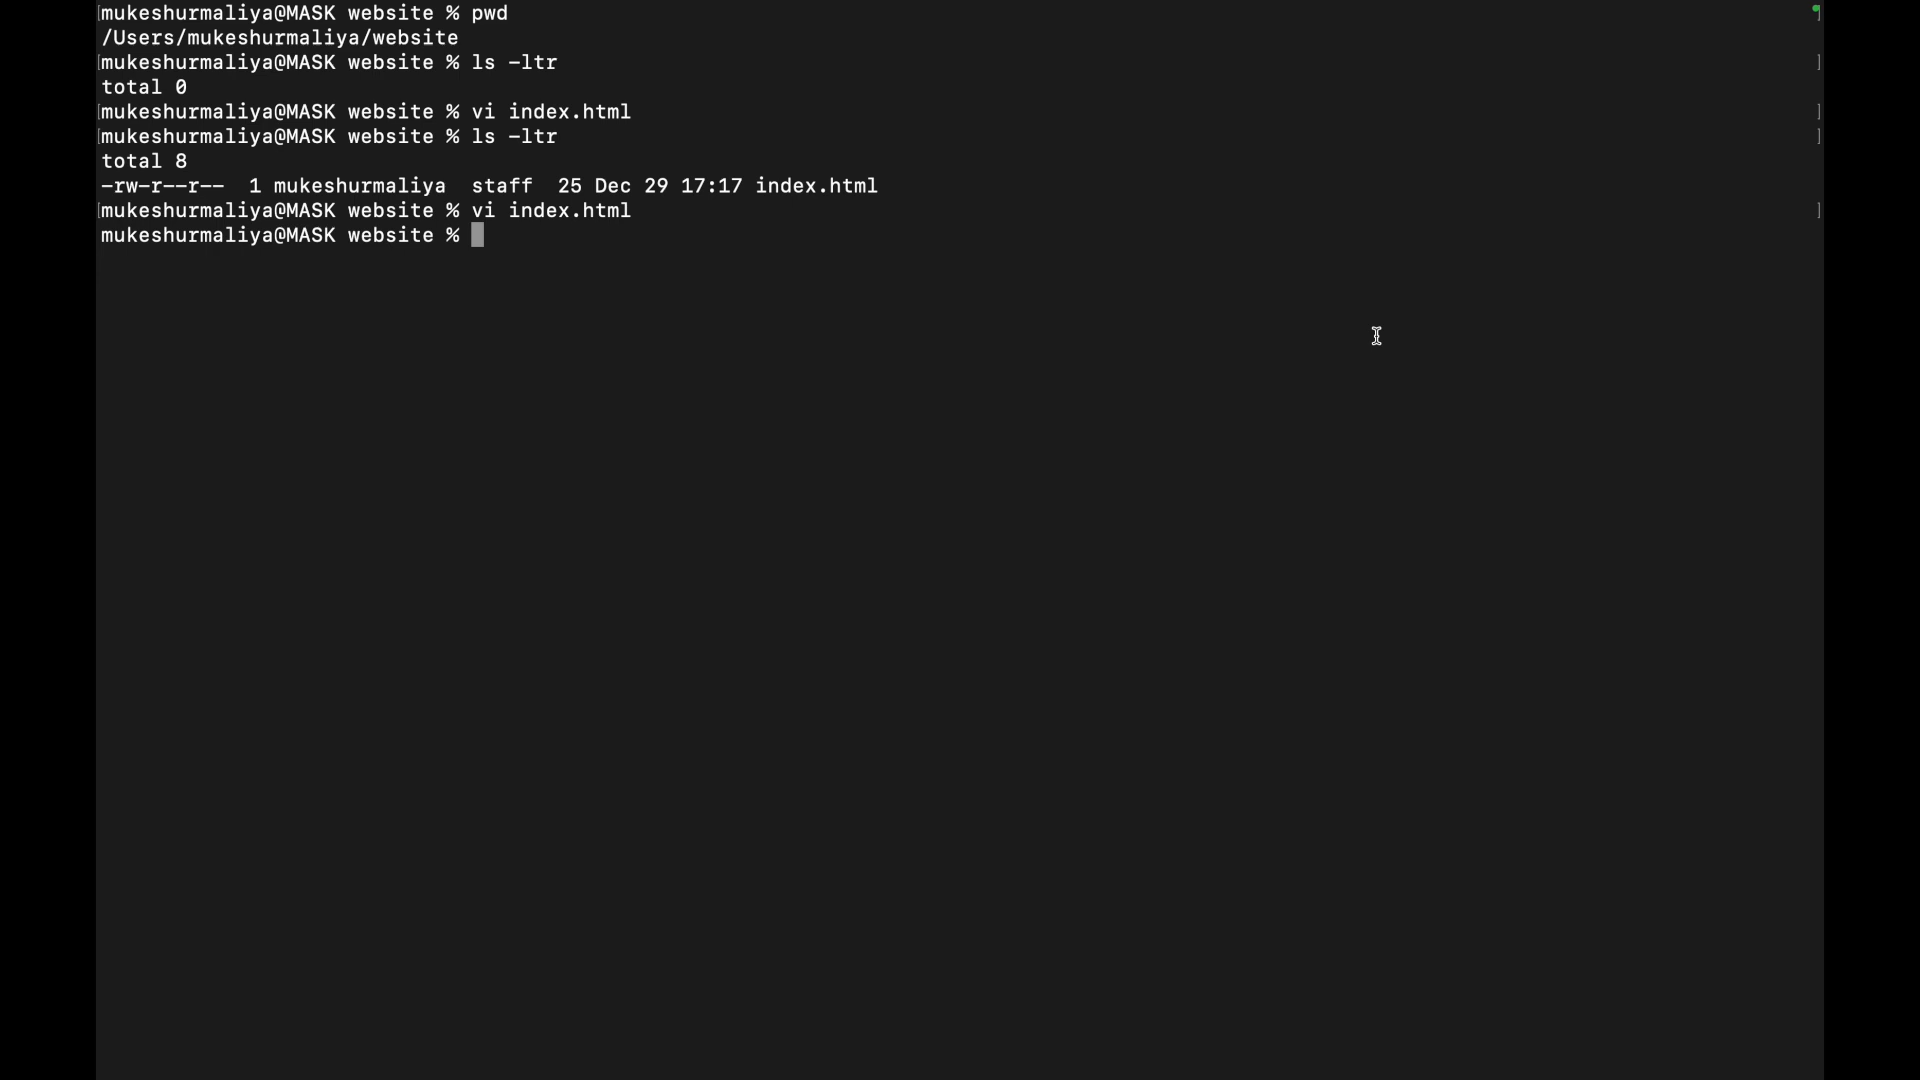 [mukeshurmaliya@MASK website % pwd ]
/Users/mukeshurmaliya/website
[mukeshurmaliya@MASK website % ls -ltr ]
total 0
[mukeshurmaliya@MASK website % vi index.html ]
[mukeshurmaliya@MASK website % ls -ltr ]
total 8
-rw-r--r--  1 mukeshurmaliya  staff  25 Dec 29 17:17 index.html
[mukeshurmaliya@MASK website % vi index.html ]
mukeshurmaliya@MASK website %